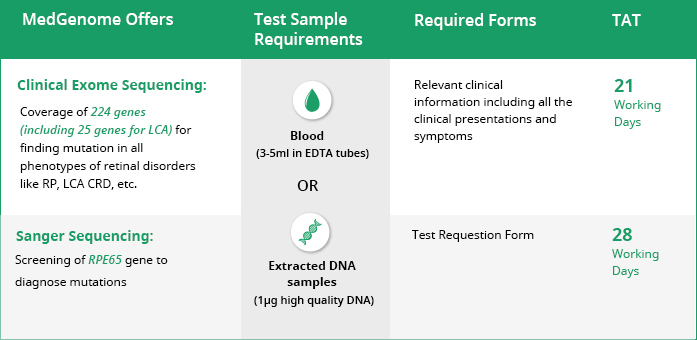 MedGenome Offers
Test Sample
Requirements
Required Forms
TAT
Clinical Exome Sequencing:
Coverage of 224 genes
(including 25 genes for LCA) for
finding mutation in all
phenotypes of retinal disorders
like RP, LCA CRD, etc.
Blood
(3-5ml in EDTA tubes)
OR
Extracted DNA
samples
(1µg high quality DNA)
Relevant clinical
information including all the
clinical presentations and
symptoms
21
Working
Days
Sanger Sequencing:
Screening of RPE65 gene to
diagnose mutations
Test Requestion Form
28
Working
Days